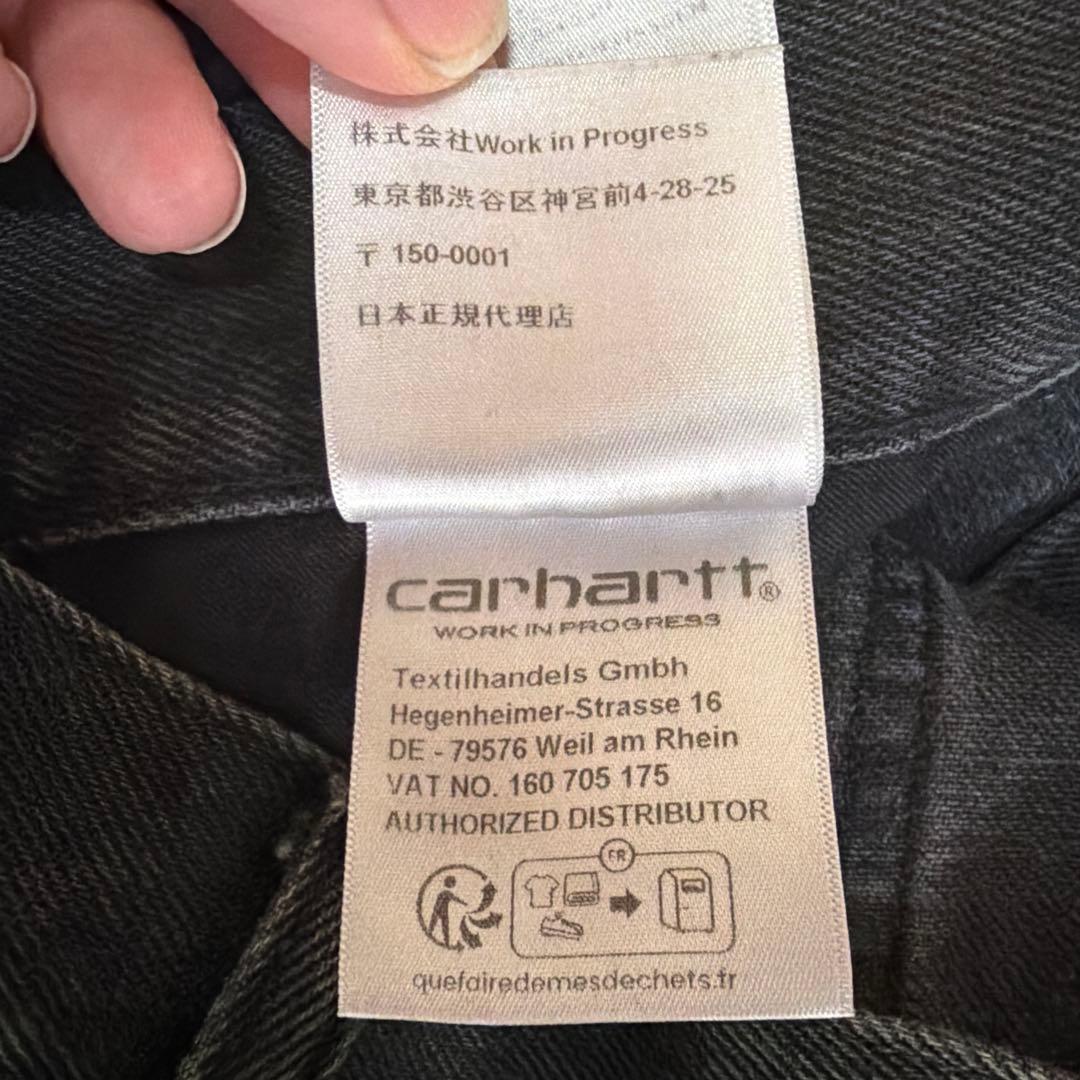 株式会社Work in Progress
東京都渋谷区神宮前4-28-25
〒 150-0001
日本正規代理店
carhartt®
WORK IN PROGRESS
Textilhandels Gmbh
Hegenheimer-Strasse 16
DE - 79576 Weil am Rhein
VAT NO. 160 705 175
AUTHORIZED DISTRIBUTOR
FR
quefairedemesdechets.fr